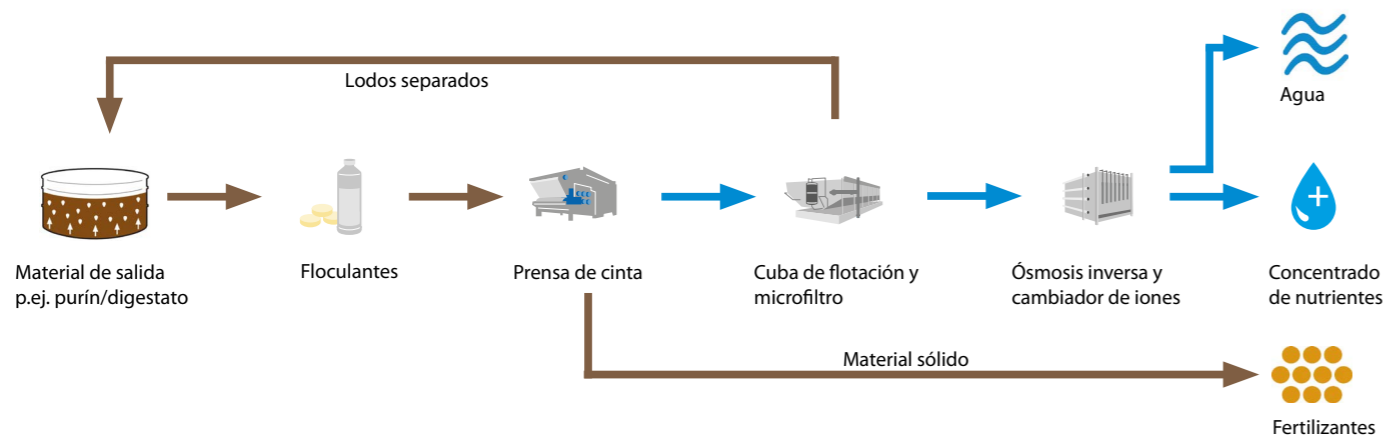 Lodos separados
Agua
Material de salida
p.ej. purín/digestato
Floculantes
Prensa de cinta
Cuba de flotación y
microfiltro
Ósmosis inversa y
cambiador de iones
Concentrado
de nutrientes
Material sólido
Fertilizantes